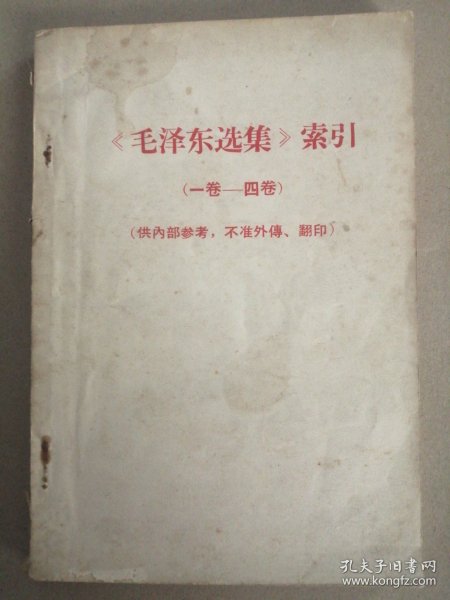 《毛泽东选集》索引
(一卷—四卷)
(供內部参考，不准外傳、翻印)
孔夫子旧书网
www.kongfz.com